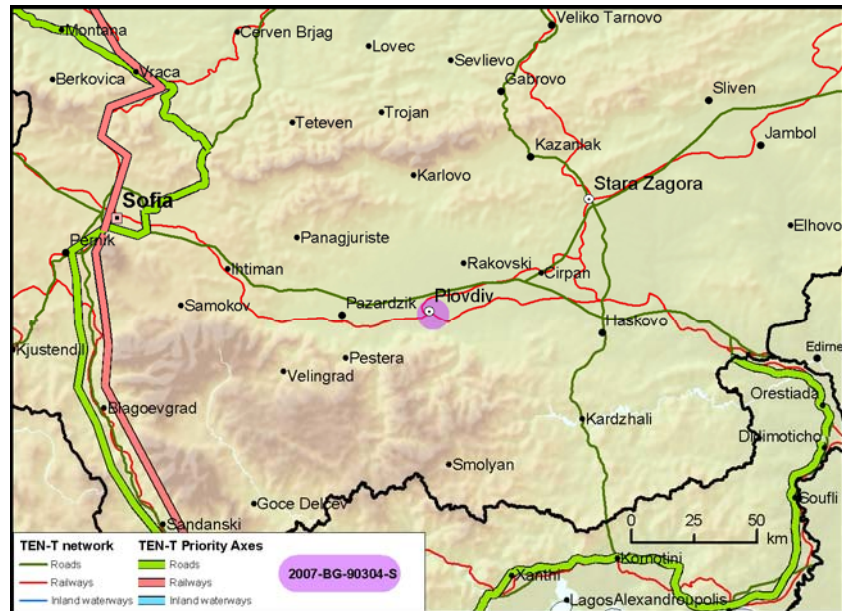 Veliko Tarnovo
Montana
Cerven Brjag
Lovec
Sevlievo
Vraca
Berkovica
Gabrovo
Sliven
Trojan
Teteven
Jambol
Kazanlak
Karlovo
Stara Zagora
Sofia
Elhovo
Panagjuriste
Pernik
Rakovski
Ihtiman
Cirpan
Plovdiv
Samokov
Pazardzik
Haskovo
Kjustendil
Edirne
Pestera
Velingrad
Orestiada
Blagoevgrad
Kardzhali
Didimoticho
Smolyan
Soufli
Goce Delcev
0 25 50
km
Sandanski
Komotini
Xanthi
LagosAlexandroupolis
TEN-T network
Roads
Railways
Inland waterways
TEN-T Priority Axes
Roads
Railways
Inland waterways
2007-BG-90304-S